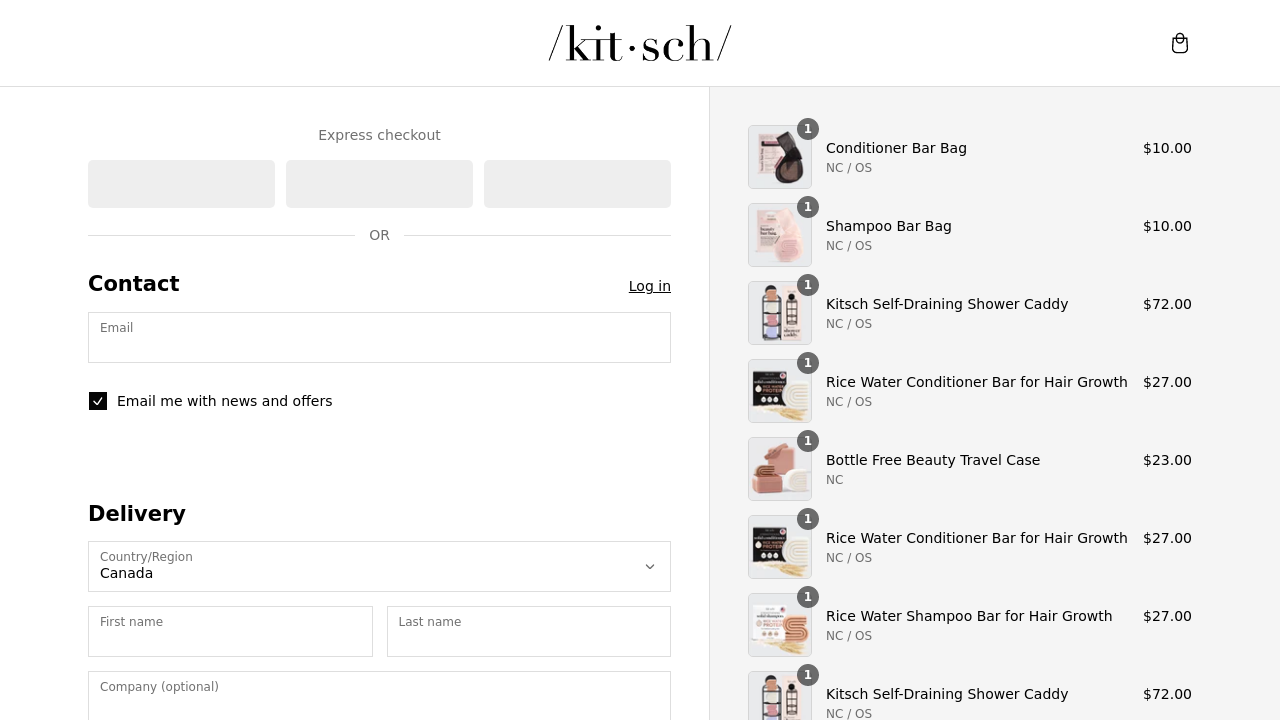 /kit·sch/
Express checkout
OR
Contact
Log in
Email
Email me with news and offers
Delivery
Country/Region
Canada
First name
Last name
Company (optional)
1
Conditioner Bar Bag
$10.00
NC / OS
1
Shampoo Bar Bag
$10.00
NC / OS
1
Kitsch Self-Draining Shower Caddy
$72.00
NC / OS
1
Rice Water Conditioner Bar for Hair Growth
$27.00
NC / OS
1
Bottle Free Beauty Travel Case
$23.00
NC
1
Rice Water Conditioner Bar for Hair Growth
$27.00
NC / OS
1
Rice Water Shampoo Bar for Hair Growth
$27.00
NC / OS
1
Kitsch Self-Draining Shower Caddy
$72.00
NC / OS